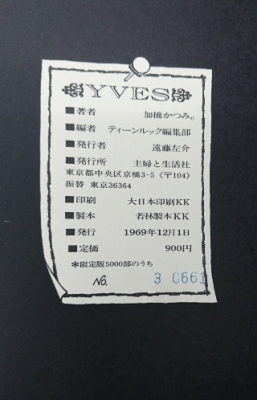 YVES
■著者 加橋かつみ©
■編者 ティーンルック編集部
■発行者 遠藤左介
■発行所 主婦と生活社
東京都中央区京橋3-5 (〒104)
振替 東京36364
■印刷 大日本印刷KK
■製本 若林製本KK
■発行 1969年12月1日
■定価 900円
*限定版5000部のうち
No. 3 0661